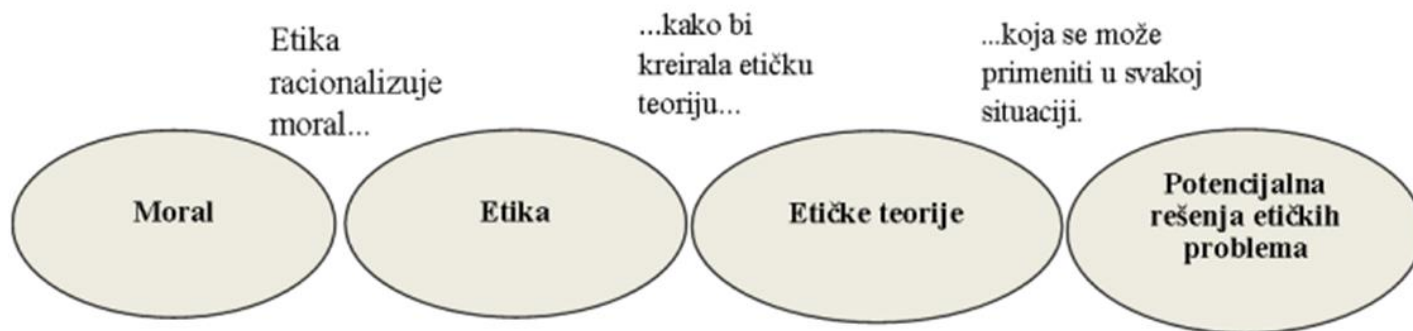 Etika
racionalizuje
moral...
...kako bi
kreirala etičku
teoriju...
...koja se može
primeniti u svakoj
situaciji.
Moral
Etika
Etičke teorije
Potencijalna
rešenja etičkih
problema